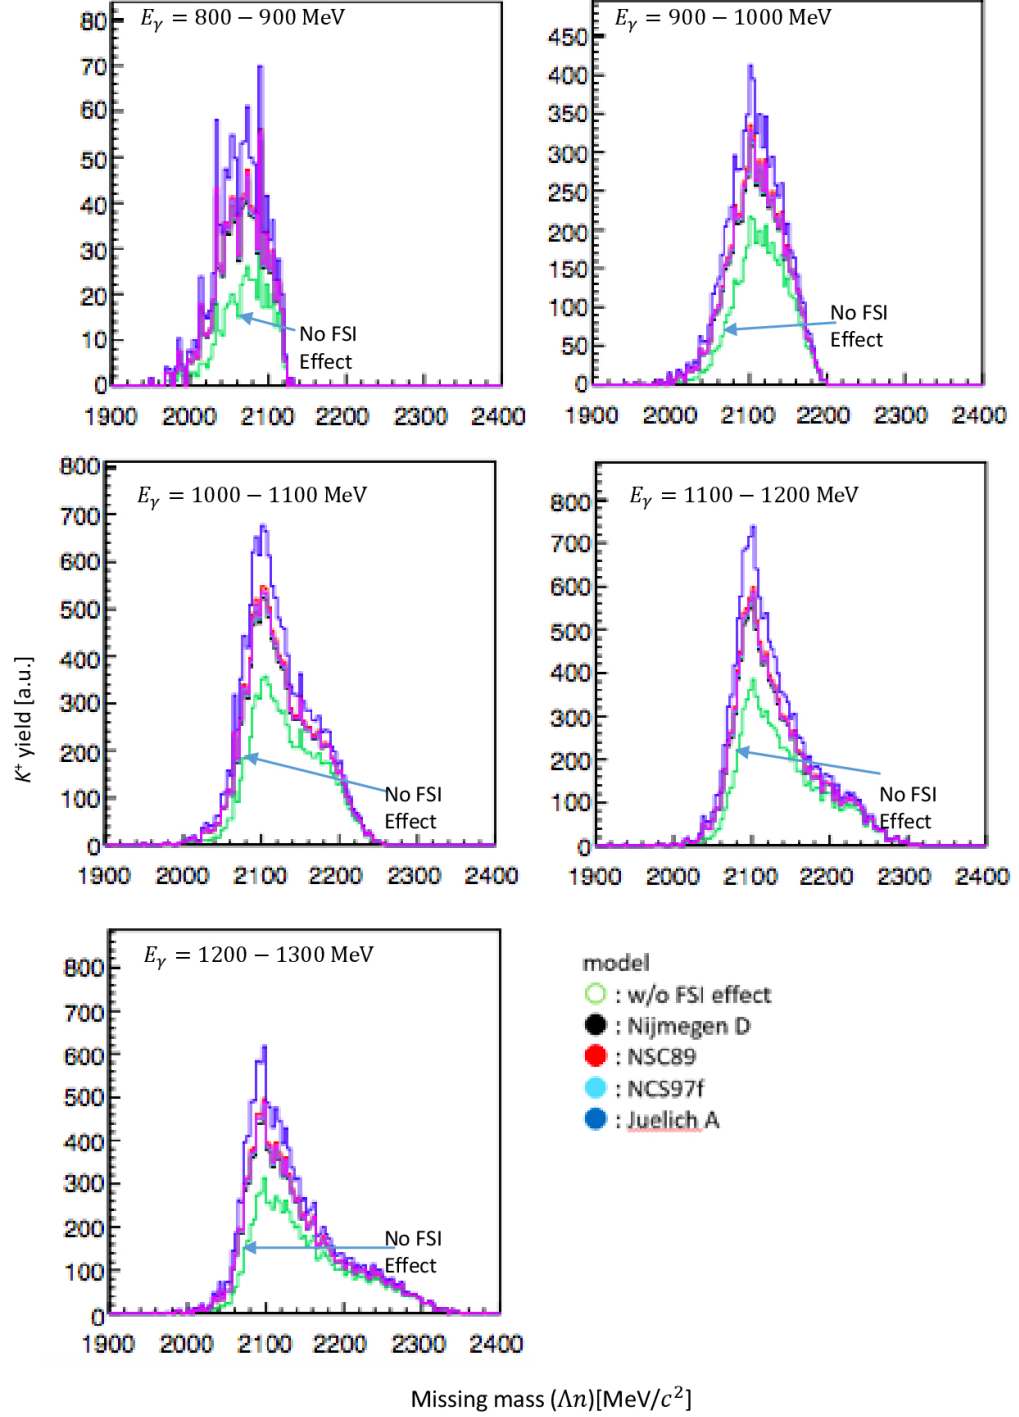 Eγ = 800 − 900 MeV
80
70
60
50
40
30
20
10
0
1900 2000 2100 2200 2300 2400
No FSI
Effect
Eγ = 900 − 1000 MeV
450
400
350
300
250
200
150
100
50
0
1900 2000 2100 2200 2300 2400
No FSI
Effect
Eγ = 1000 − 1100 MeV
800
700
600
500
400
300
200
100
0
1900 2000 2100 2200 2300 2400
No FSI
Effect
Eγ = 1100 − 1200 MeV
800
700
600
500
400
300
200
100
0
1900 2000 2100 2200 2300 2400
No FSI
Effect
K⁺ yield [a.u.]
Eγ = 1200 − 1300 MeV
800
700
600
500
400
300
200
100
0
1900 2000 2100 2200 2300 2400
No FSI
Effect
model
: w/o FSI effect
: Nijmegen D
: NSC89
: NCS97f
: Juelich A
Missing mass (Λn)[MeV/c²]